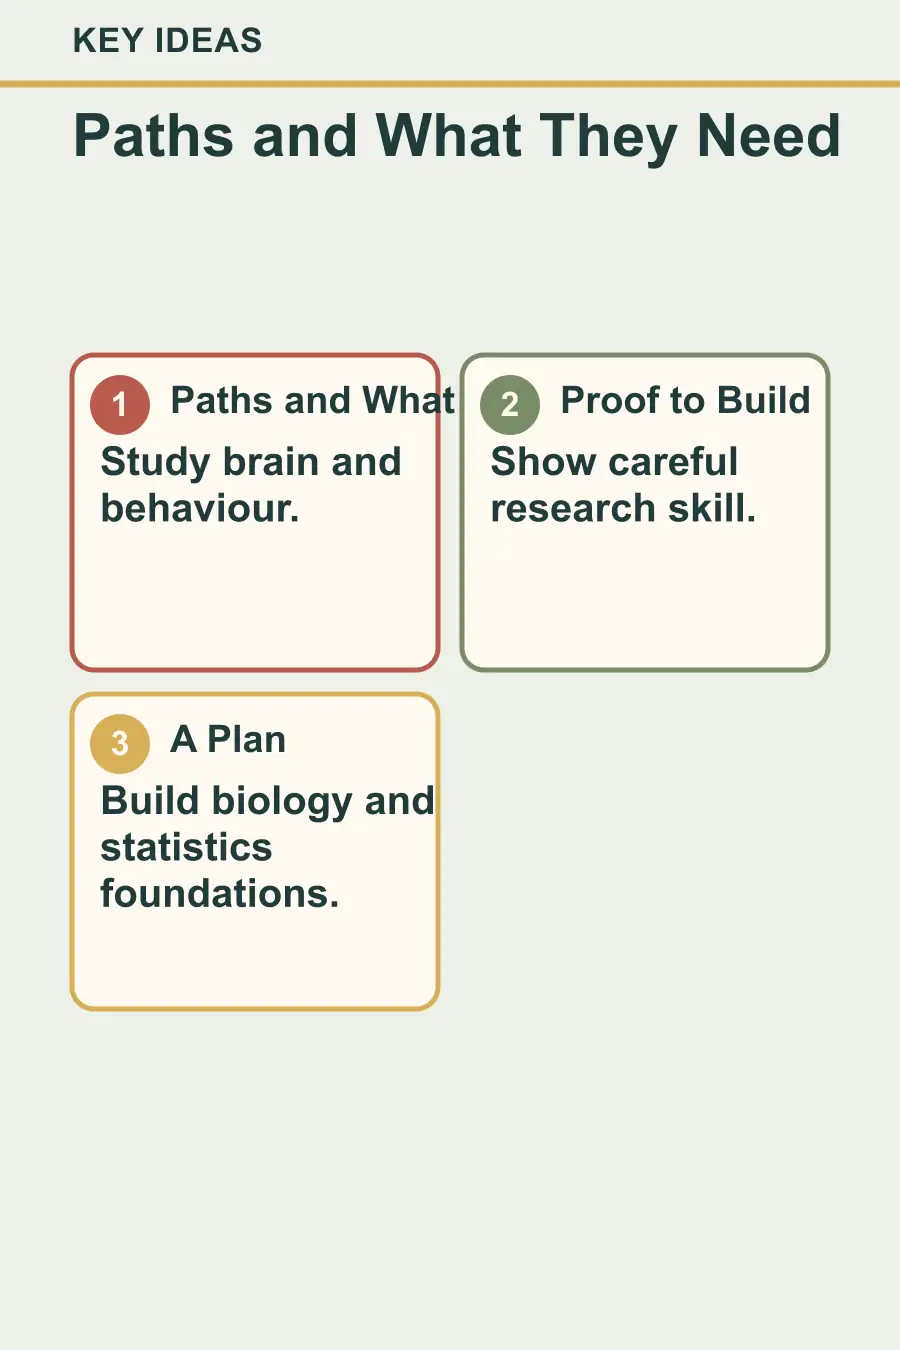 KEY IDEAS
Paths and What They Need
1 Paths and What
Study brain and
behaviour.
2 Proof to Build
Show careful
research skill.
3 A Plan
Build biology and
statistics
foundations.